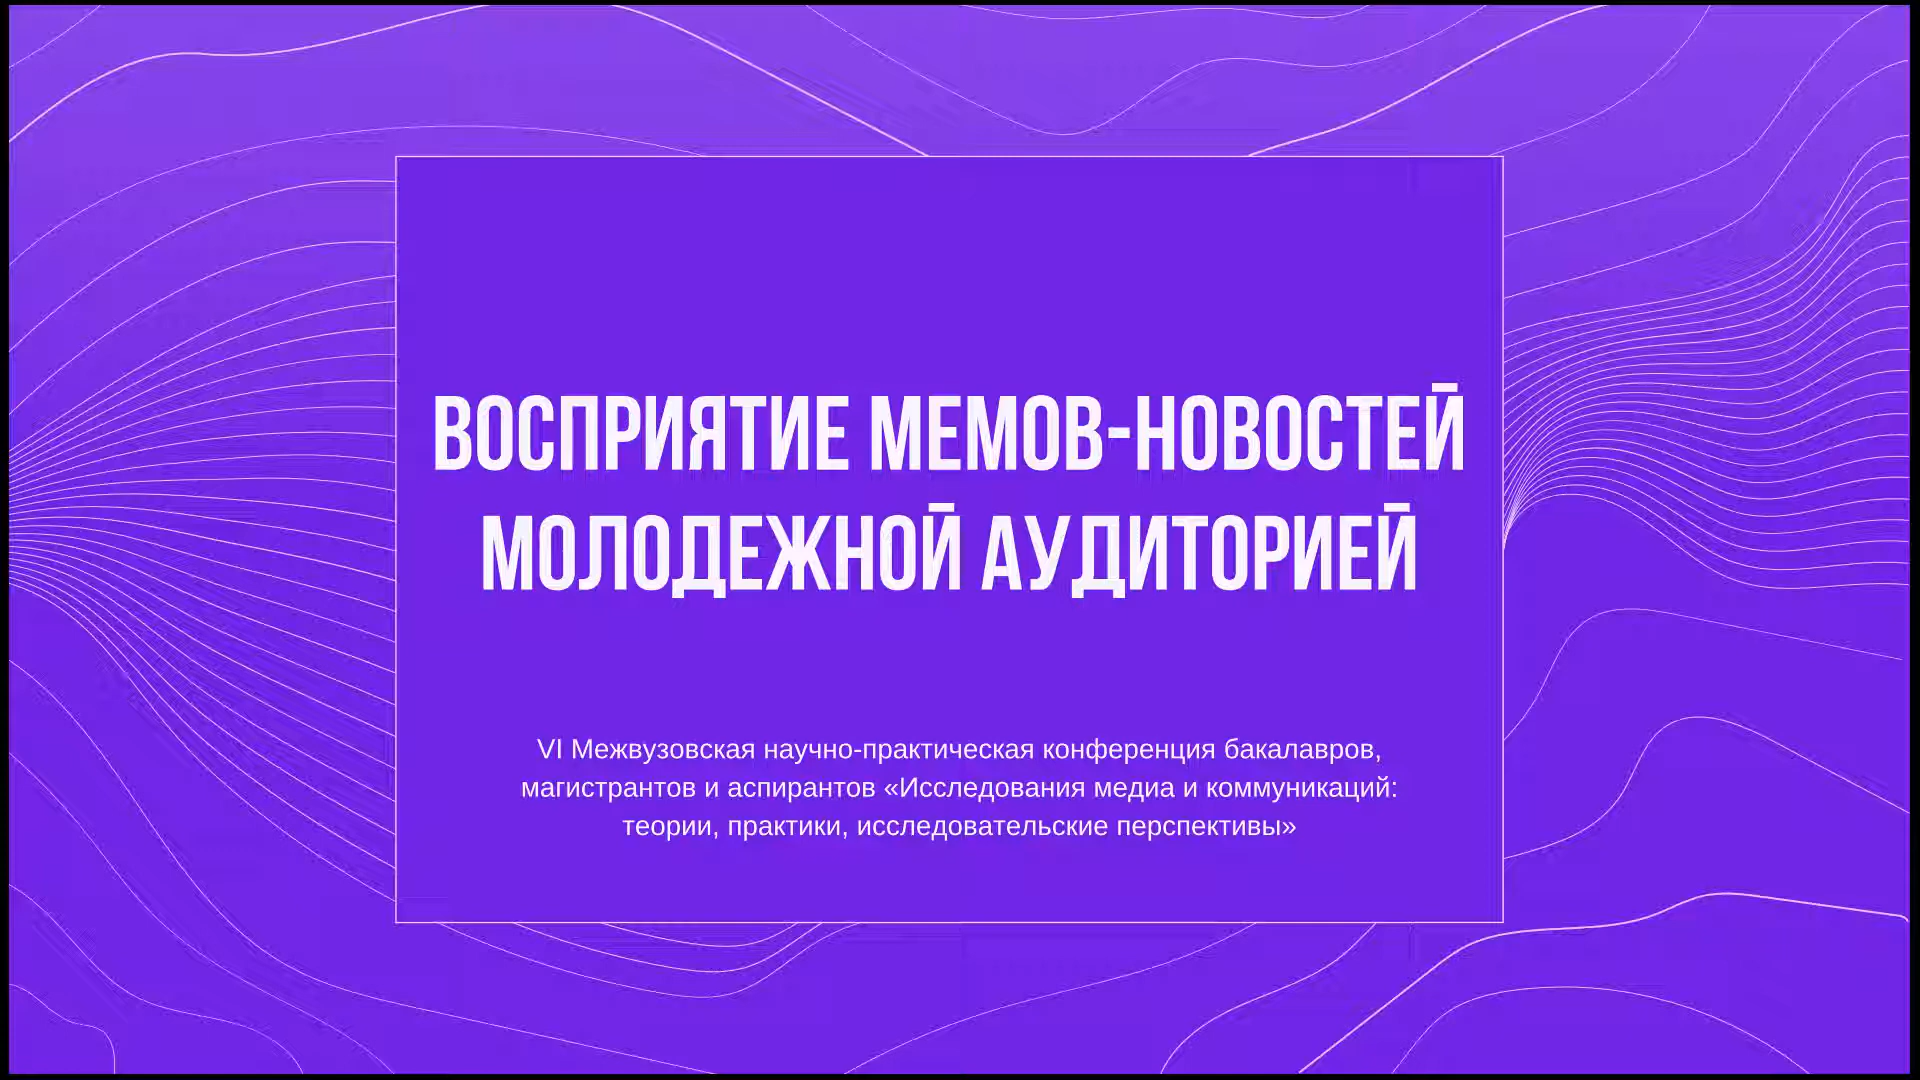 ВОСПРИЯТИЕ МЕМОВ-НОВОСТЕЙ
МОЛОДЕЖНОЙ АУДИТОРИЕЙ
VI Межвузовская научно-практическая конференция бакалавров,
магистрантов и аспирантов «Исследования медиа и коммуникаций:
теории, практики, исследовательские перспективы»